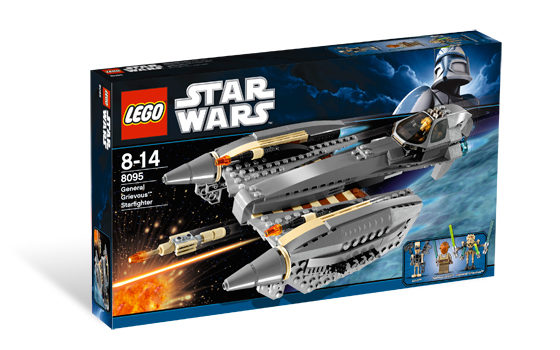 LEGO
STAR
WARS
8-14
8095
General
Grievous™
Starfighter